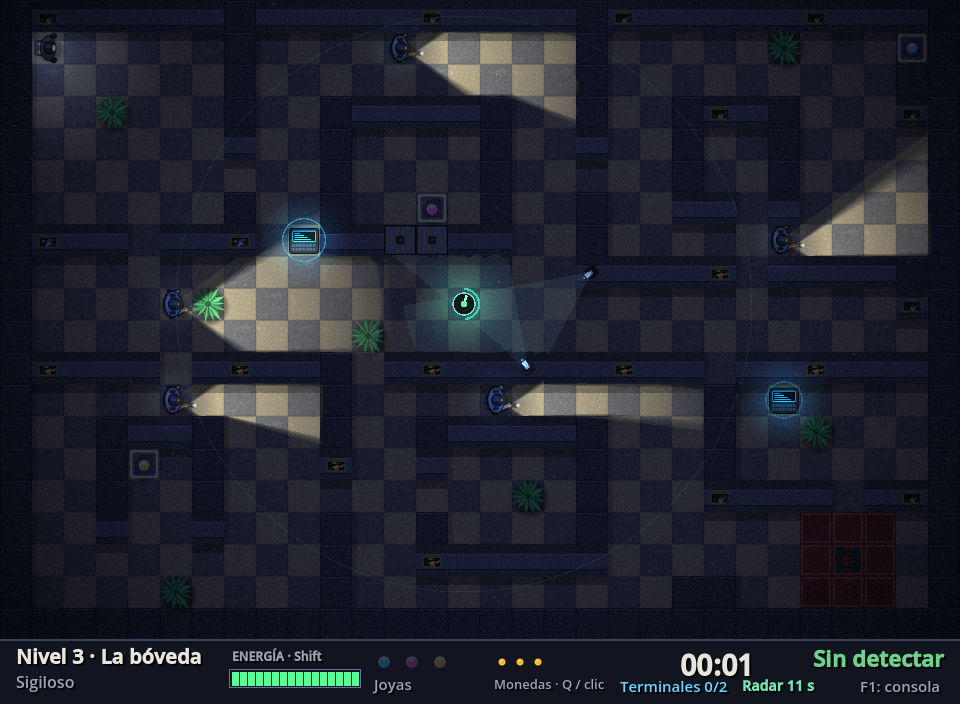 Nivel 3 · La bóveda
Sigiloso
ENERGÍA · Shift
Joyas
Monedas · Q / clic
00:01
Terminales 0/2
Radar 11 s
Sin detectar
F1: consola